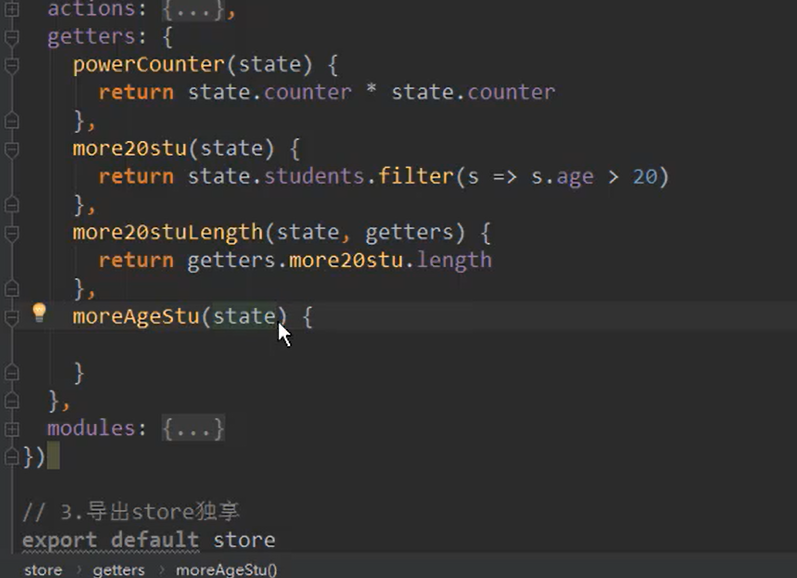 actions: {...},
getters: {
powerCounter(state) {
return state.counter * state.counter
},
more20stu(state) {
return state.students.filter(s => s.age > 20)
},
more20stuLength(state, getters) {
return getters.more20stu.length
},
moreAgeStu(state) {
}
},
modules: {...}
})
// 3.导出store独享
export default store
store › getters › moreAgeStu()